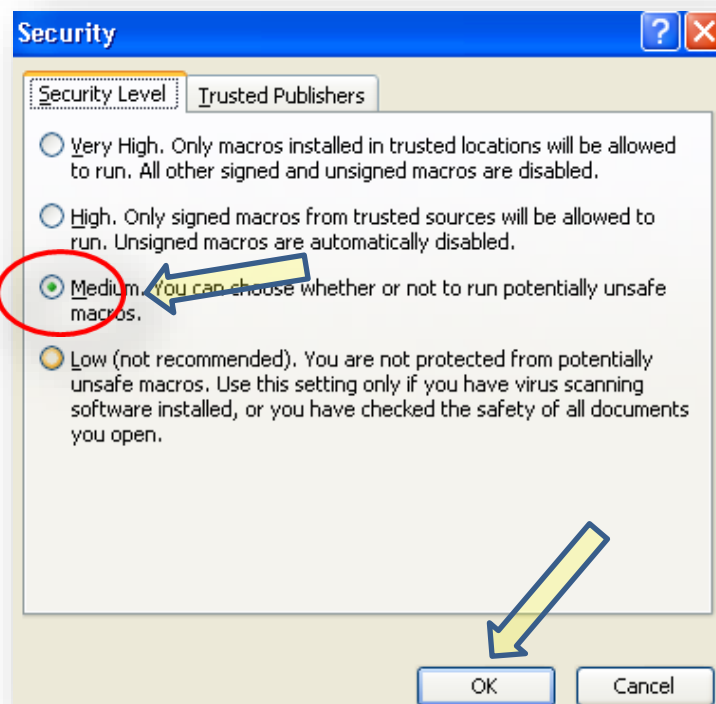 Security
Security Level Trusted Publishers
Very High. Only macros installed in trusted locations will be allowed
to run. All other signed and unsigned macros are disabled.
High. Only signed macros from trusted sources will be allowed to
run. Unsigned macros are automatically disabled.
Medium. You can choose whether or not to run potentially unsafe
macros.
Low (not recommended). You are not protected from potentially
unsafe macros. Use this setting only if you have virus scanning
software installed, or you have checked the safety of all documents
you open.
OK Cancel